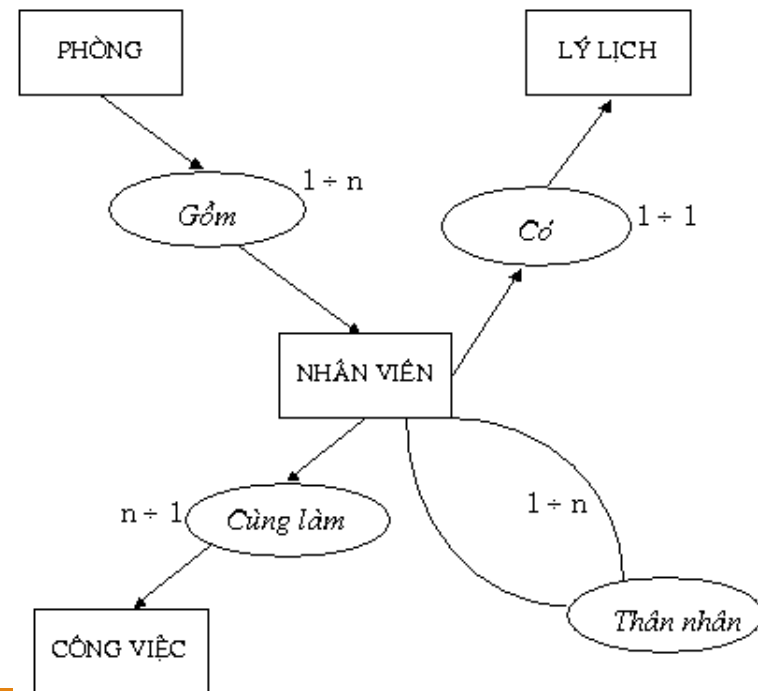 PHÒNG
LÝ LỊCH
1 ÷ n
Gồm
Có
1 ÷ 1
NHÂN VIÊN
n ÷ 1
Cùng làm
1 ÷ n
Thân nhân
CÔNG VIỆC